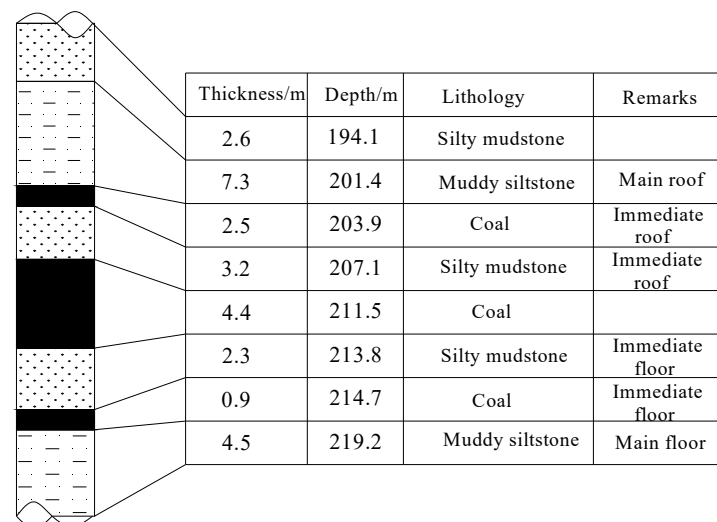 Thickness/m Depth/m Lithology Remarks
2.6 194.1 Silty mudstone
7.3 201.4 Muddy siltstone Main roof
2.5 203.9 Coal Immediate
roof
3.2 207.1 Silty mudstone Immediate
roof
4.4 211.5 Coal
2.3 213.8 Silty mudstone Immediate
floor
0.9 214.7 Coal Immediate
floor
4.5 219.2 Muddy siltstone Main floor